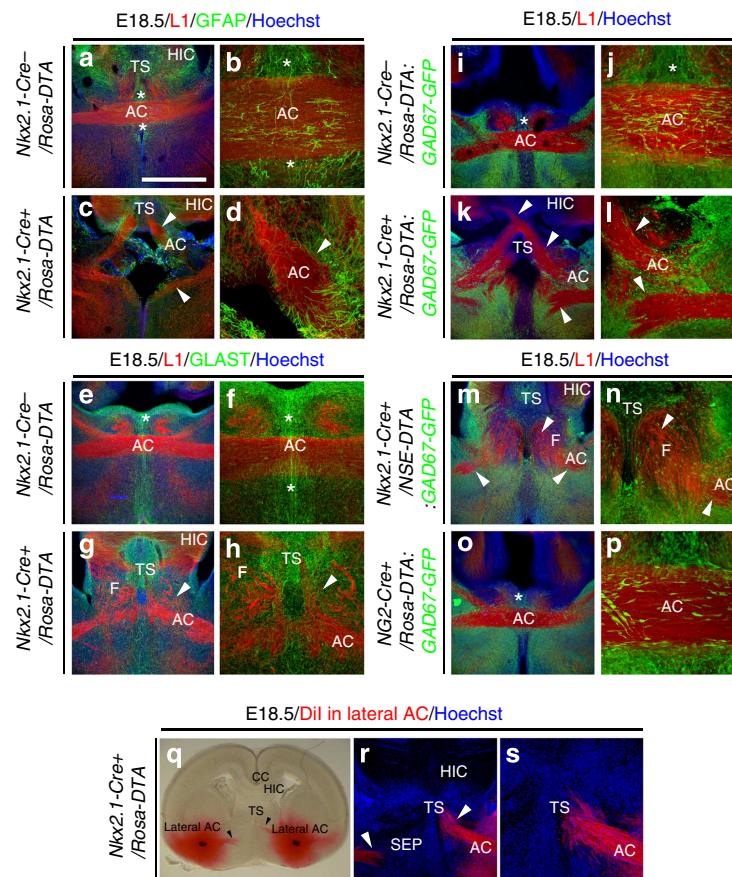 E18.5/L1/GFAP/Hoechst
Nkx2.1-Cre–
/Rosa-DTA
a
TS
HIC
*
AC
*
b
*
AC
*
Nkx2.1-Cre+
/Rosa-DTA
c
TS
HIC
AC
d
AC
E18.5/L1/GLAST/Hoechst
Nkx2.1-Cre–
/Rosa-DTA
e
*
AC
f
*
AC
*
Nkx2.1-Cre+
/Rosa-DTA
g
HIC
TS
F
AC
h
TS
F
AC
E18.5/L1/Hoechst
Nkx2.1-Cre–
/Rosa-DTA:
GAD67-GFP
i
*
AC
j
*
AC
Nkx2.1-Cre+
/Rosa-DTA:
GAD67-GFP
k
HIC
TS
AC
l
AC
E18.5/L1/Hoechst
Nkx2.1-Cre+
/NSE-DTA
:GAD67-GFP
m
HIC
TS
F
AC
n
TS
F
AC
NG2-Cre+
/Rosa-DTA:
GAD67-GFP
o
*
AC
p
AC
E18.5/DiI in lateral AC/Hoechst
Nkx2.1-Cre+
/Rosa-DTA
q
CC
HIC
TS
Lateral AC
Lateral AC
r
HIC
TS
SEP
AC
s
TS
AC